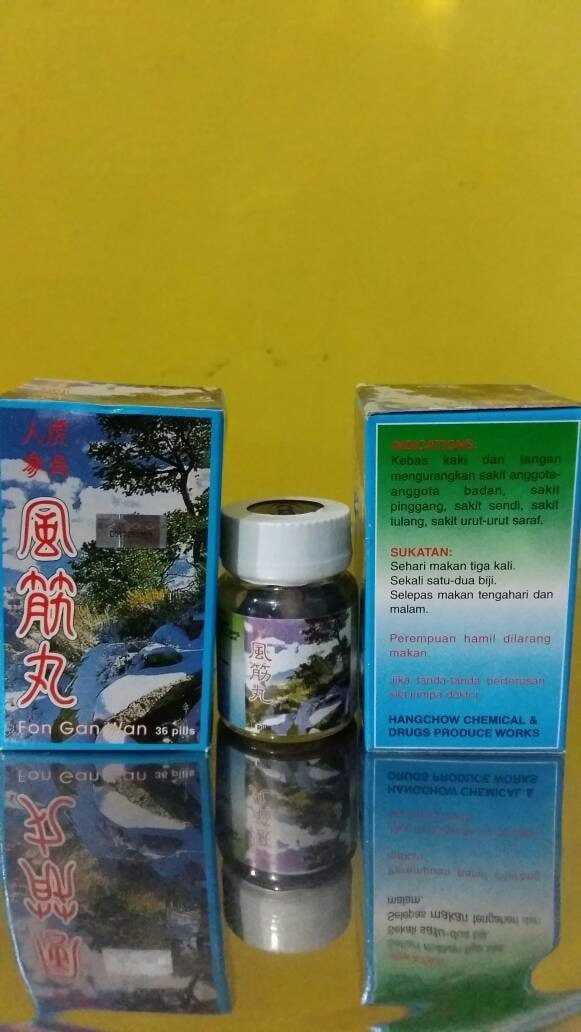 人虔
參氏
風筋丸
Fon Gan Wan 36 pills
風筋丸
INDICATIONS:
Kebas kaki dan tangan
mengurangkan sakit anggota-
anggota badan, sakit
pinggang, sakit sendi, sakit
tulang, sakit urut-urut saraf.
SUKATAN:
Sehari makan tiga kali.
Sekali satu-dua biji.
Selepas makan tengahari dan
malam.
Perempuan hamil dilarang
makan.
Jika tanda-tanda berterusan
sila jumpa doktor.
HANGCHOW CHEMICAL &
DRUGS PRODUCE WORKS